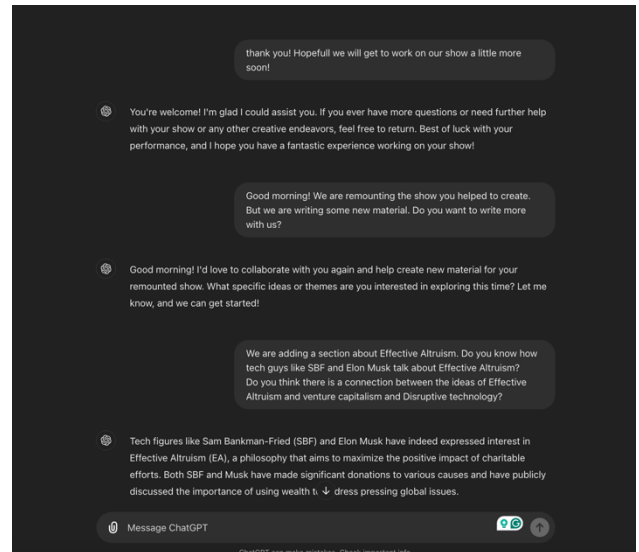 thank you! Hopefull we will get to work on our show a little more
soon!
You're welcome! I'm glad I could assist you. If you ever have more questions or need further help
with your show or any other creative endeavors, feel free to return. Best of luck with your
performance, and I hope you have a fantastic experience working on your show!
Good morning! We are remounting the show you helped to create.
But we are writing some new material. Do you want to write more
with us?
Good morning! I'd love to collaborate with you again and help create new material for your
remounted show. What specific ideas or themes are you interested in exploring this time? Let me
know, and we can get started!
We are adding a section about Effective Altruism. Do you know how
tech guys like SBF and Elon Musk talk about Effective Altruism?
Do you think there is a connection between the ideas of Effective
Altruism and venture capitalism and Disruptive technology?
Tech figures like Sam Bankman-Fried (SBF) and Elon Musk have indeed expressed interest in
Effective Altruism (EA), a philosophy that aims to maximize the positive impact of charitable
efforts. Both SBF and Musk have made significant donations to various causes and have publicly
discussed the importance of using wealth t dress pressing global issues.
Message ChatGPT
ChatGPT can make mistakes. Check important info.